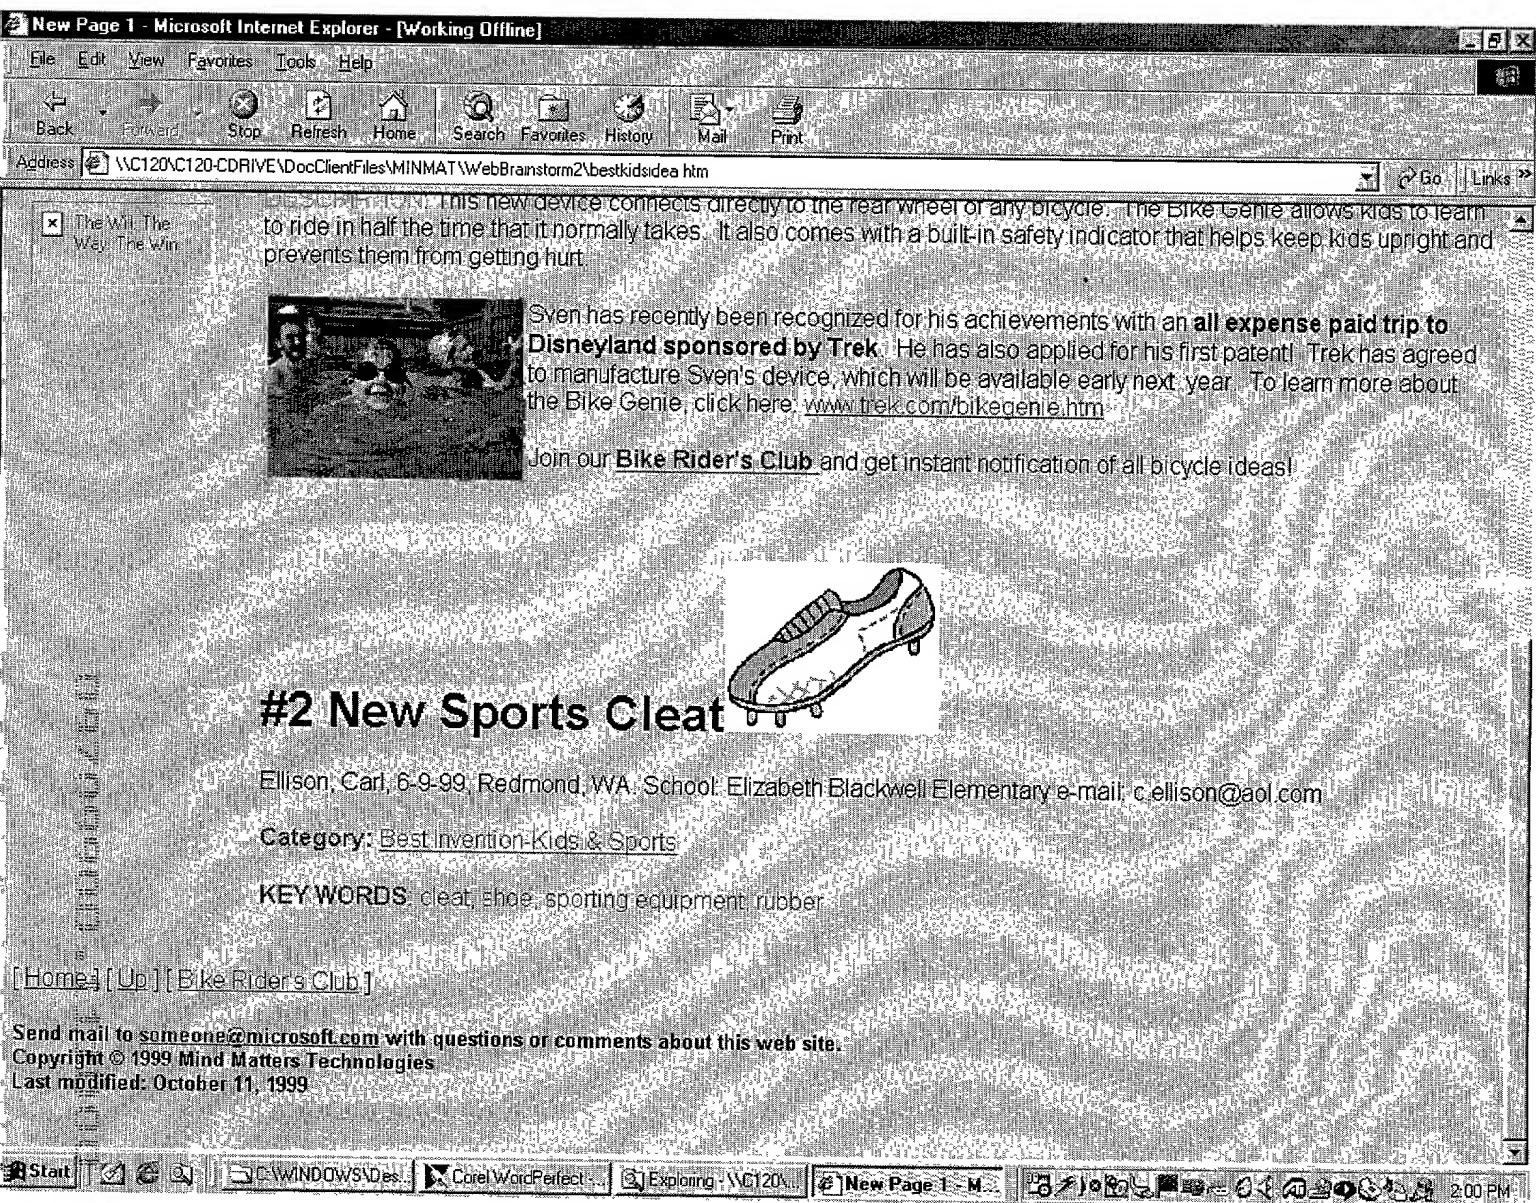 New Page 1 - Microsoft Internet Explorer - [Working Offline]
File Edit View Favorites Tools Help
Back Forward Stop Refresh Home Search Favorites History Mail Print
Address \\C120\C120-CDRIVE\DocClientFiles\MINMAT\WebBrainstorm2\bestkidsidea htm Go Links »
The Will, The
Way, The Win
DESCRIPTION: This new device connects directly to the rear wheel of any bicycle. The Bike Genie allows kids to learn
to ride in half the time that it normally takes. It also comes with a built-in safety indicator that helps keep kids upright and
prevents them from getting hurt
Sven has recently been recognized for his achievements with an all expense paid trip to
Disneyland sponsored by Trek. He has also applied for his first patent! Trek has agreed
to manufacture Sven's device, which will be available early next year. To learn more about
the Bike Genie, click here: www.trek.com/bikegenie.htm
Join our Bike Rider's Club and get instant notification of all bicycle ideas!
#2 New Sports Cleat
Ellison, Carl, 6-9-99, Redmond, WA. School: Elizabeth Blackwell Elementary e-mail: c.ellison@aol.com
Category: Best Invention-Kids & Sports
KEY WORDS: cleat, shoe, sporting equipment, rubber
[ Home ] [ Up ] [ Bike Rider's Club ]
Send mail to someone@microsoft.com with questions or comments about this web site.
Copyright © 1999 Mind Matters Technologies
Last modified: October 11, 1999
Start C:\WINDOWS\Des... Corel WordPerfect -... Exploring - \\C120\... New Page 1 - M... 2:00 PM